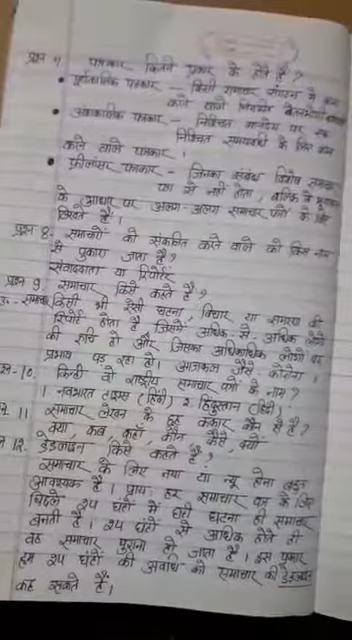 प्रश्न 7. पत्रकार कितने प्रकार के होते हैं?
• पूर्णकालिक पत्रकार — किसी समाचार संगठन में काम
करने वाले नियमित वेतनभोगी
• अंशकालिक पत्रकार - निश्चित मानदेय पर एक
निश्चित समयावधि के लिए काम
करने वाले पत्रकार।
• फ्रीलांसर पत्रकार - जिनका संबंध किसी विशेष समाचार
पत्र से नहीं होता, बल्कि वे भुगतान
के आधार पर अलग-अलग समाचार पत्रों के लिए
लिखते हैं।
प्रश्न 8. समाचारों को संकलित करने वाले को किस नाम
से पुकारा जाता है?
संवाददाता या रिपोर्टर
प्रश्न 9. समाचार किसे कहते हैं?
उ.- समाचार किसी भी ऐसी घटना, विचार या समस्या की
रिपोर्ट होता है जिसमें अधिक-से-अधिक लोगों
की रुचि हो और जिसका अधिकाधिक लोगों पर
प्रभाव पड़ रहा हो। आजकल जैसे कोरोना।
प्रश्न-10. किन्हीं दो राष्ट्रीय समाचार पत्रों के नाम?
1. नवभारत टाइम्स (हिंदी) 2. हिंदुस्तान (हिंदी)
11. समाचार लेखन के छह ककार कौन से हैं?
क्या, कब, कहाँ, कौन, कैसे, क्यों
12. डेडलाइन किसे कहते हैं?
समाचार के लिए नया या न्यू होना बहुत
आवश्यक है। प्रायः हर समाचार पत्र के लिए
पिछले 24 घंटों में घटी घटना ही समाचार
बनती है। 24 घंटों से अधिक होते ही
वह समाचार पुराना हो जाता है। इस प्रकार
हम 24 घंटों की अवधि को समाचार की डेडलाइन
कह सकते हैं।